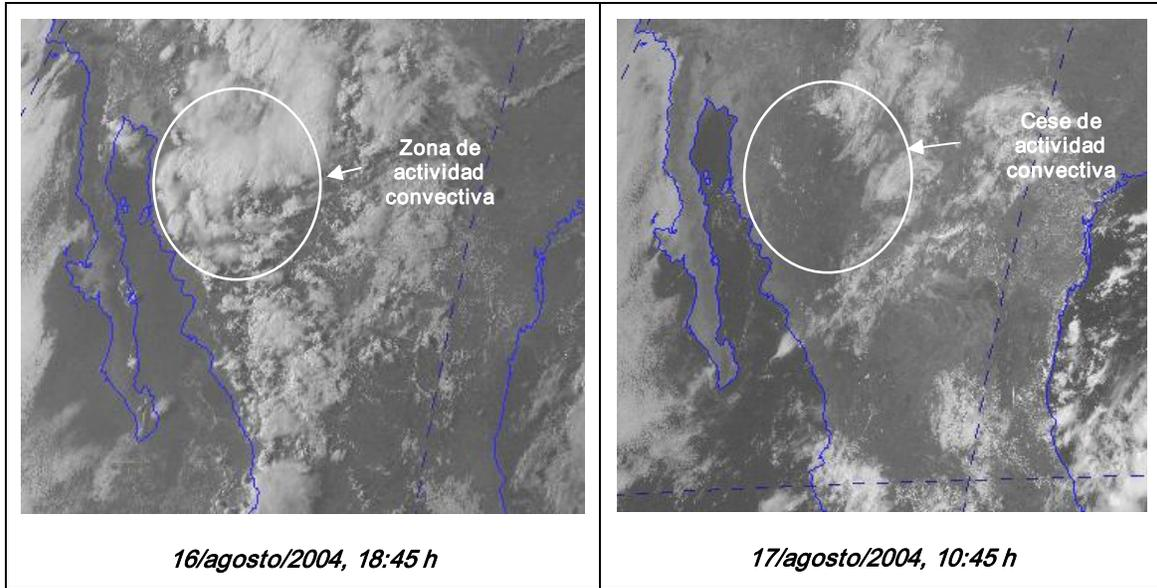 Zona de
actividad
convectiva
Cese de
actividad
convectiva
16/agosto/2004, 18:45 h
17/agosto/2004, 10:45 h